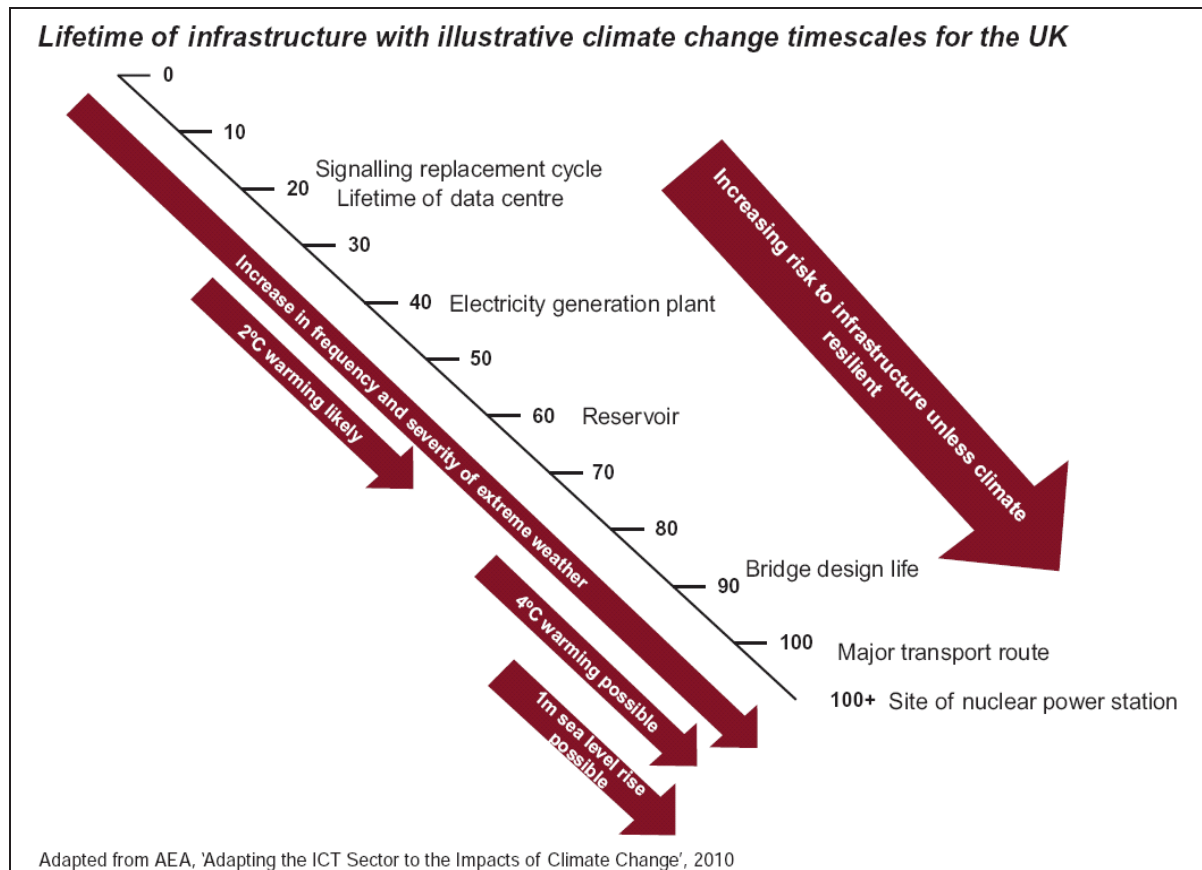 Lifetime of infrastructure with illustrative climate change timescales for the UK
0
10
Signalling replacement cycle
20
Lifetime of data centre
30
40 Electricity generation plant
50
60 Reservoir
70
80
90 Bridge design life
100
Major transport route
100+ Site of nuclear power station
Increase in frequency and severity of extreme weather
2ºC warming likely
4ºC warming possible
1m sea level rise
possible
Increasing risk to infrastructure unless climate
resilient
Adapted from AEA, ‘Adapting the ICT Sector to the Impacts of Climate Change’, 2010